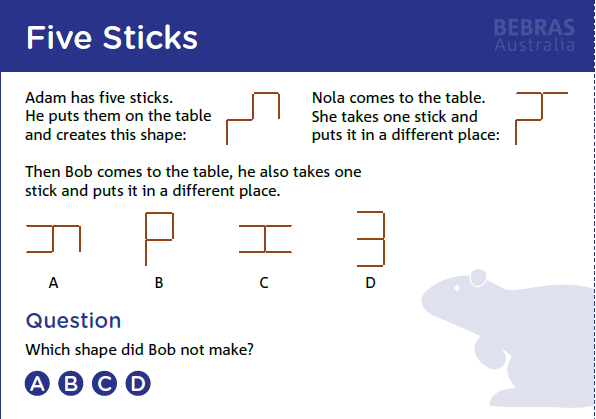 Five Sticks
BEBRAS
Australia
Adam has five sticks.
He puts them on the table
and creates this shape:
Nola comes to the table.
She takes one stick and
puts it in a different place:
Then Bob comes to the table, he also takes one
stick and puts it in a different place.
A B C D
Question
Which shape did Bob not make?
A B C D